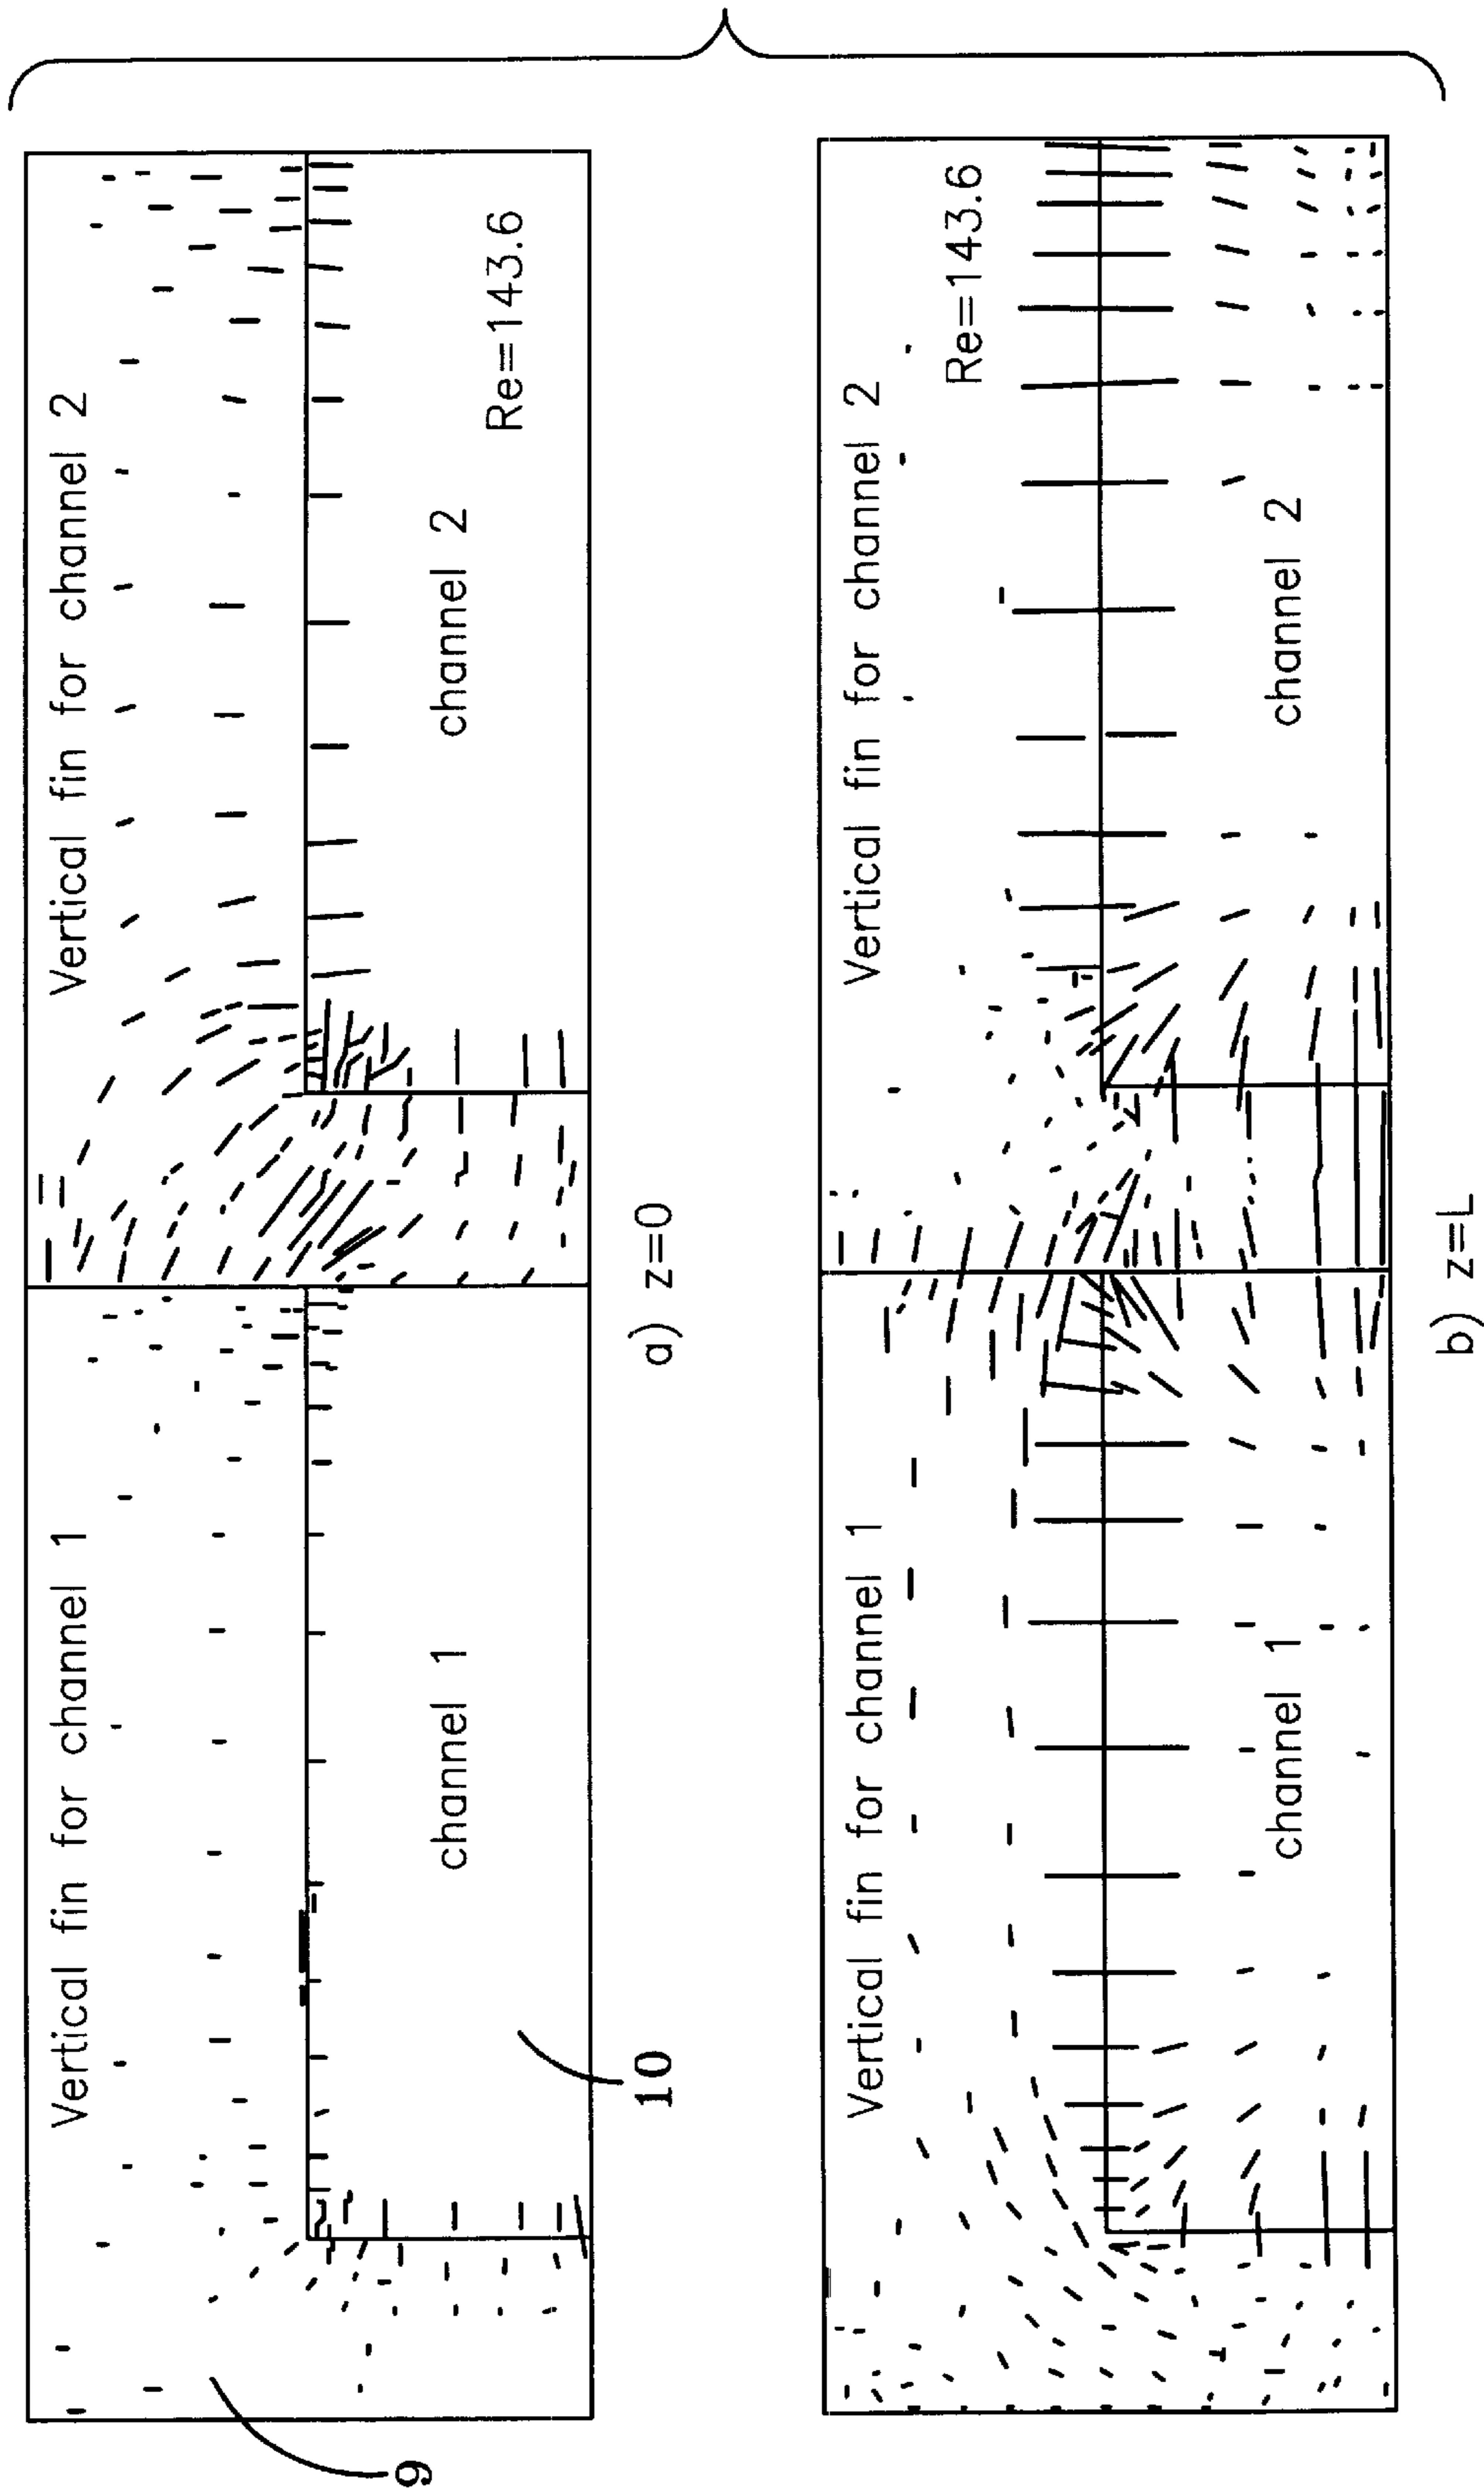 Vertical fin for channel 1
Vertical fin for channel 2
channel 1
channel 2
Re=143.6
9
10
a) z=0
Vertical fin for channel 1
Vertical fin for channel 2
Re=143.6
channel 1
channel 2
b) z=L